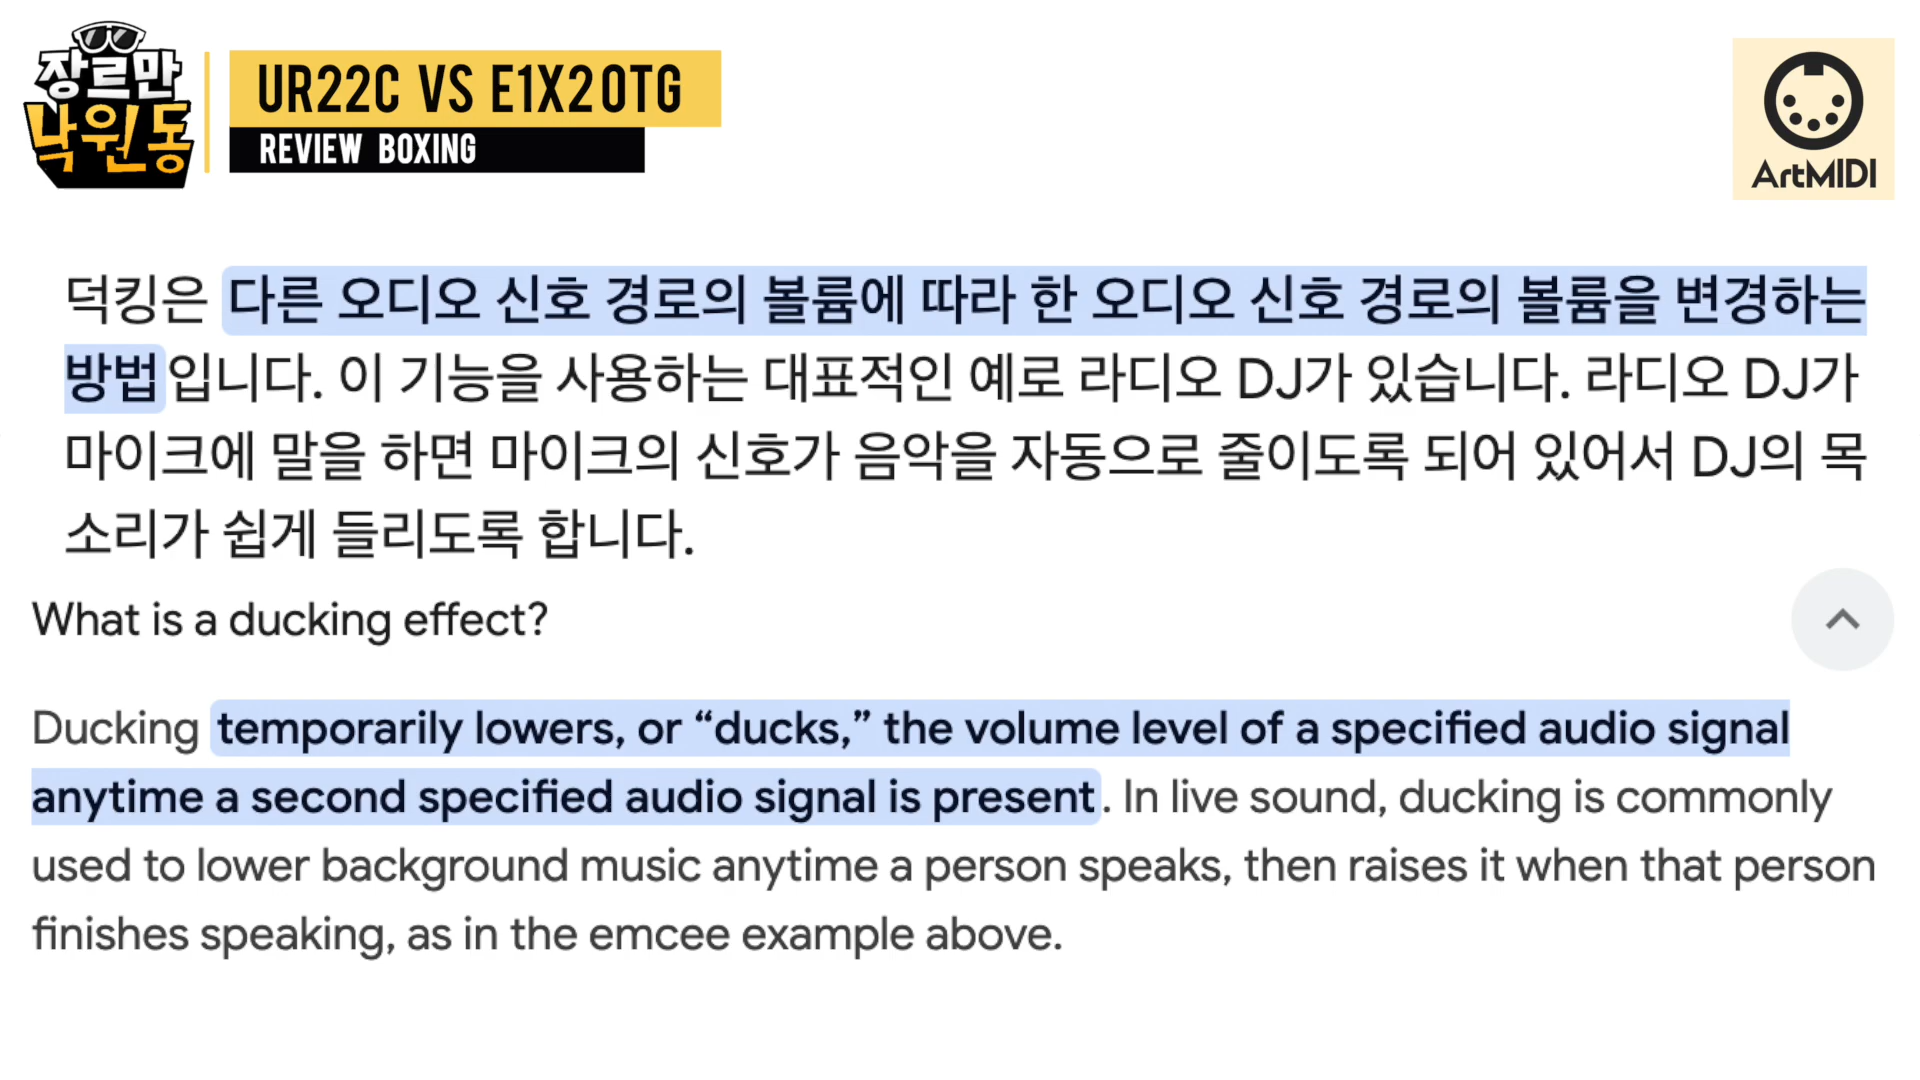 장르만
낙원동
UR22C VS E1X2 OTG
REVIEW BOXING
ArtMIDI
덕킹은 다른 오디오 신호 경로의 볼륨에 따라 한 오디오 신호 경로의 볼륨을 변경하는
방법입니다. 이 기능을 사용하는 대표적인 예로 라디오 DJ가 있습니다. 라디오 DJ가
마이크에 말을 하면 마이크의 신호가 음악을 자동으로 줄이도록 되어 있어서 DJ의 목
소리가 쉽게 들리도록 합니다.
What is a ducking effect?
Ducking temporarily lowers, or “ducks,” the volume level of a specified audio signal
anytime a second specified audio signal is present. In live sound, ducking is commonly
used to lower background music anytime a person speaks, then raises it when that person
finishes speaking, as in the emcee example above.